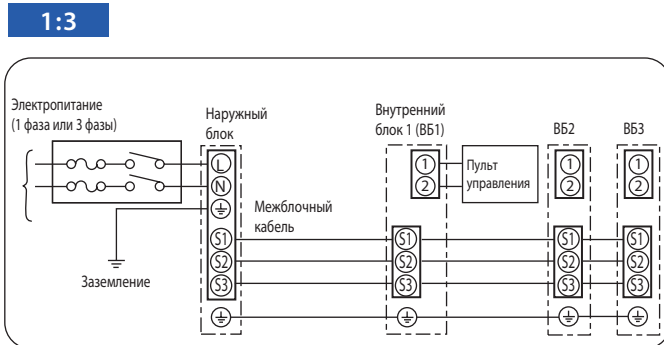 1:3
Электропитание
(1 фаза или 3 фазы)
Наружный
блок
Внутренний
блок 1 (ВБ1)
ВБ2
ВБ3
L
N
1
2
Пульт
управления
1
2
1
2
Межблочный
кабель
S1
S2
S3
S1
S2
S3
S1
S2
S3
S1
S2
S3
Заземление